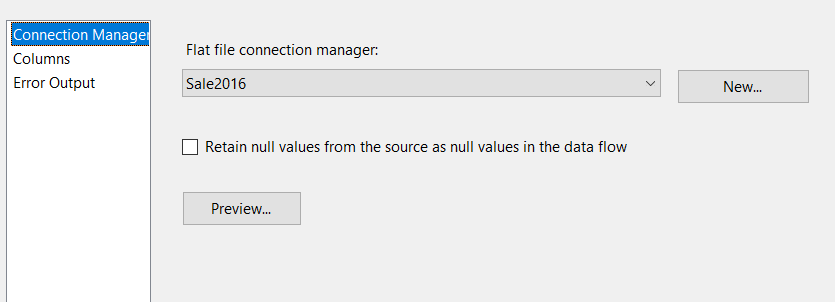 Connection Manager
Columns
Error Output
Flat file connection manager:
Sale2016
New...
Retain null values from the source as null values in the data flow
Preview...